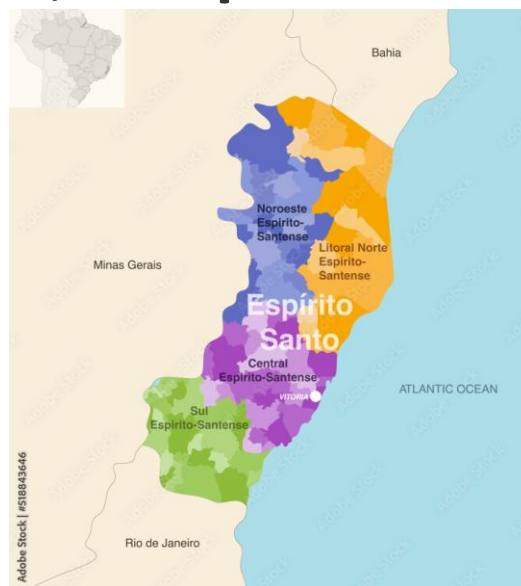 Bahia
Noroeste
Espírito-
Santense
Litoral Norte
Espírito-
Santense
Minas Gerais
Espírito
Santo
Central
Espírito-Santense
ATLANTIC OCEAN
VITORIA
Sul
Espírito-Santense
Rio de Janeiro
Adobe Stock | #518843646